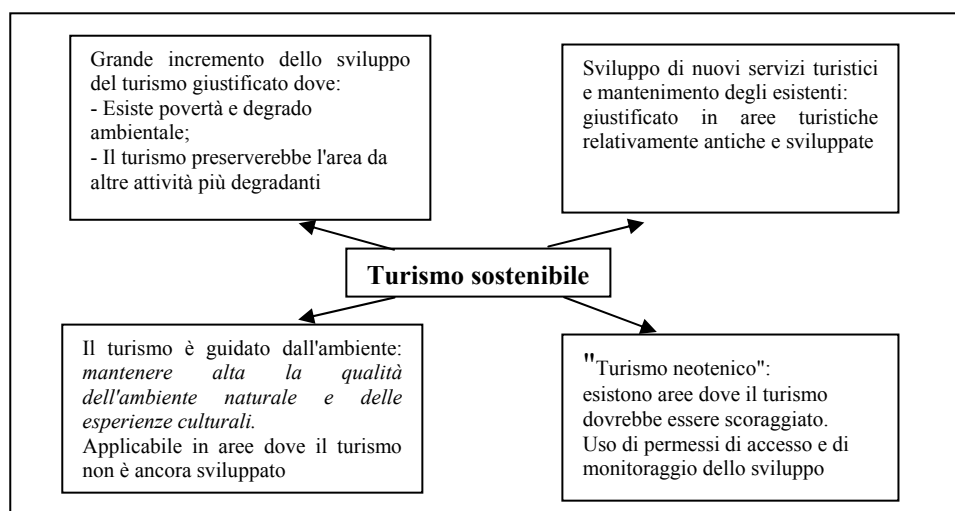 Grande incremento dello sviluppo
del turismo giustificato dove:
- Esiste povertà e degrado
ambientale;
- Il turismo preserverebbe l'area da
altre attività più degradanti
Sviluppo di nuovi servizi turistici
e mantenimento degli esistenti:
giustificato in aree turistiche
relativamente antiche e sviluppate
Turismo sostenibile
Il turismo è guidato dall'ambiente:
mantenere alta la qualità
dell'ambiente naturale e delle
esperienze culturali.
Applicabile in aree dove il turismo
non è ancora sviluppato
"Turismo neotenico":
esistono aree dove il turismo
dovrebbe essere scoraggiato.
Uso di permessi di accesso e di
monitoraggio dello sviluppo